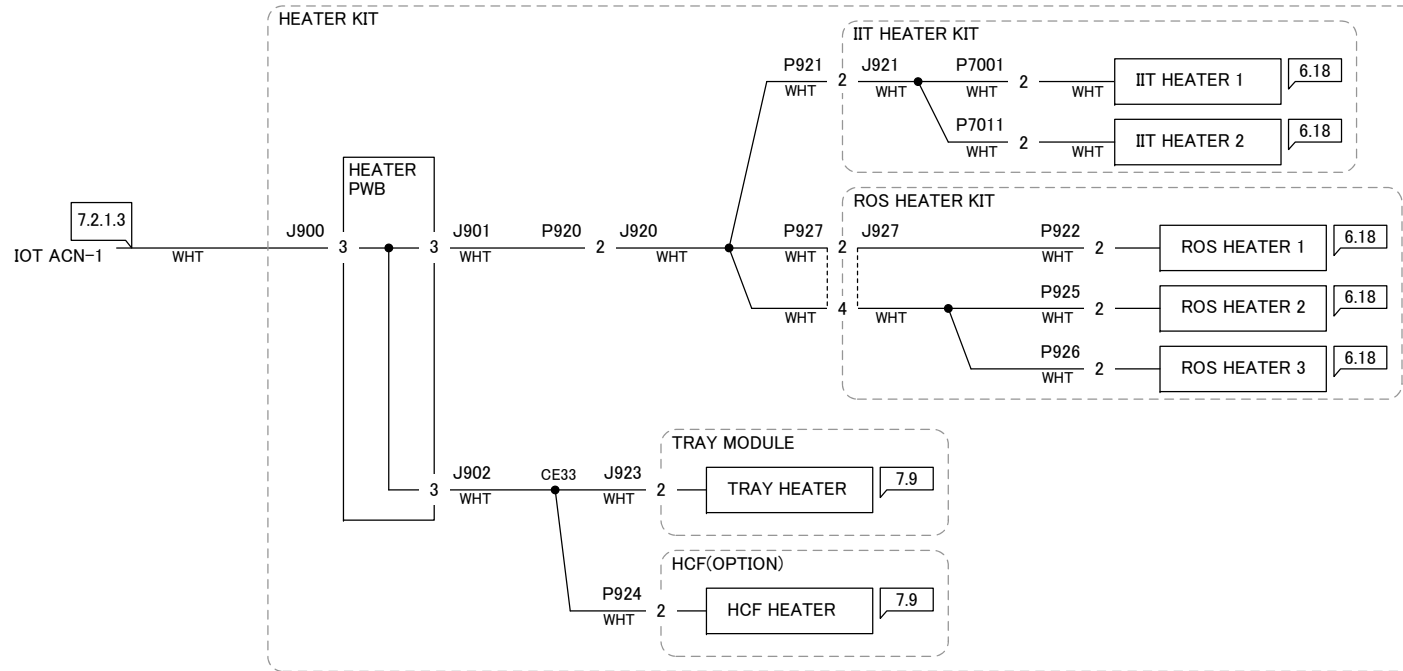 HEATER KIT
IIT HEATER KIT
P921 2 J921 P7001 2 IIT HEATER 1 6.18
WHT WHT WHT WHT
P7011 2 IIT HEATER 2 6.18
WHT WHT
HEATER
PWB
ROS HEATER KIT
7.2.1.3
IOT ACN-1 WHT J900 3 3 J901 P920 2 J920 P927 2 J927 P922 2 ROS HEATER 1 6.18
WHT WHT WHT WHT
4 P925 2 ROS HEATER 2 6.18
WHT WHT WHT
P926 2 ROS HEATER 3 6.18
WHT
TRAY MODULE
3 J902 CE33 J923 2 TRAY HEATER 7.9
WHT WHT
HCF(OPTION)
P924 2 HCF HEATER 7.9
WHT